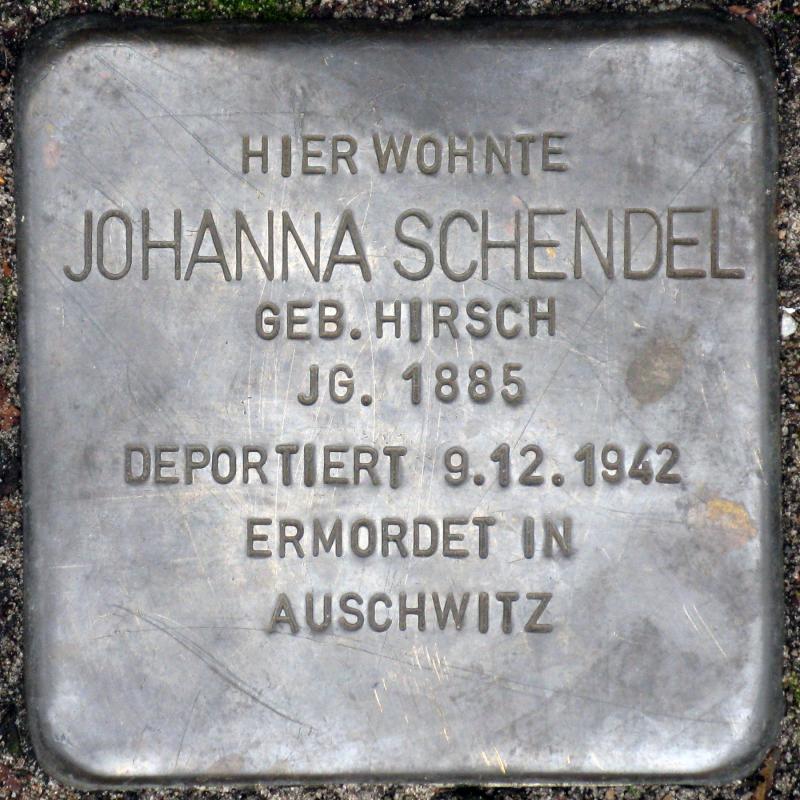 HIER WOHNTE
JOHANNA SCHENDEL
GEB. HIRSCH
JG. 1885
DEPORTIERT 9.12.1942
ERMORDET IN
AUSCHWITZ